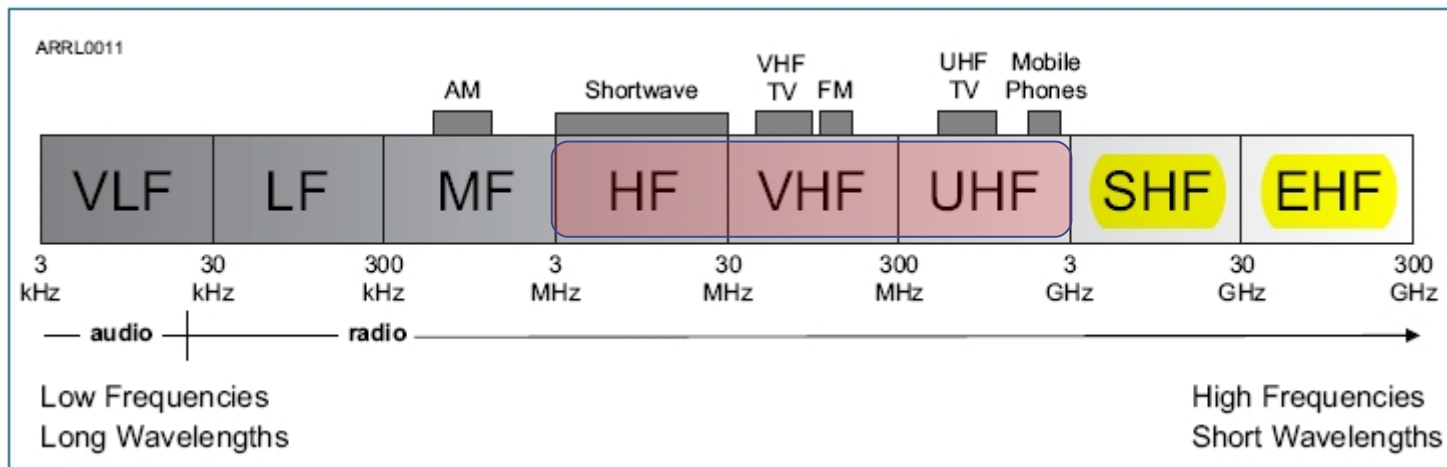 ARRL0011
AM
Shortwave
VHF
TV
FM
UHF
TV
Mobile
Phones
VLF LF MF HF VHF UHF SHF EHF
3 30 300 3 30 300 3 30 300
kHz kHz kHz MHz MHz MHz GHz GHz GHz
audio radio
Low Frequencies
Long Wavelengths
High Frequencies
Short Wavelengths